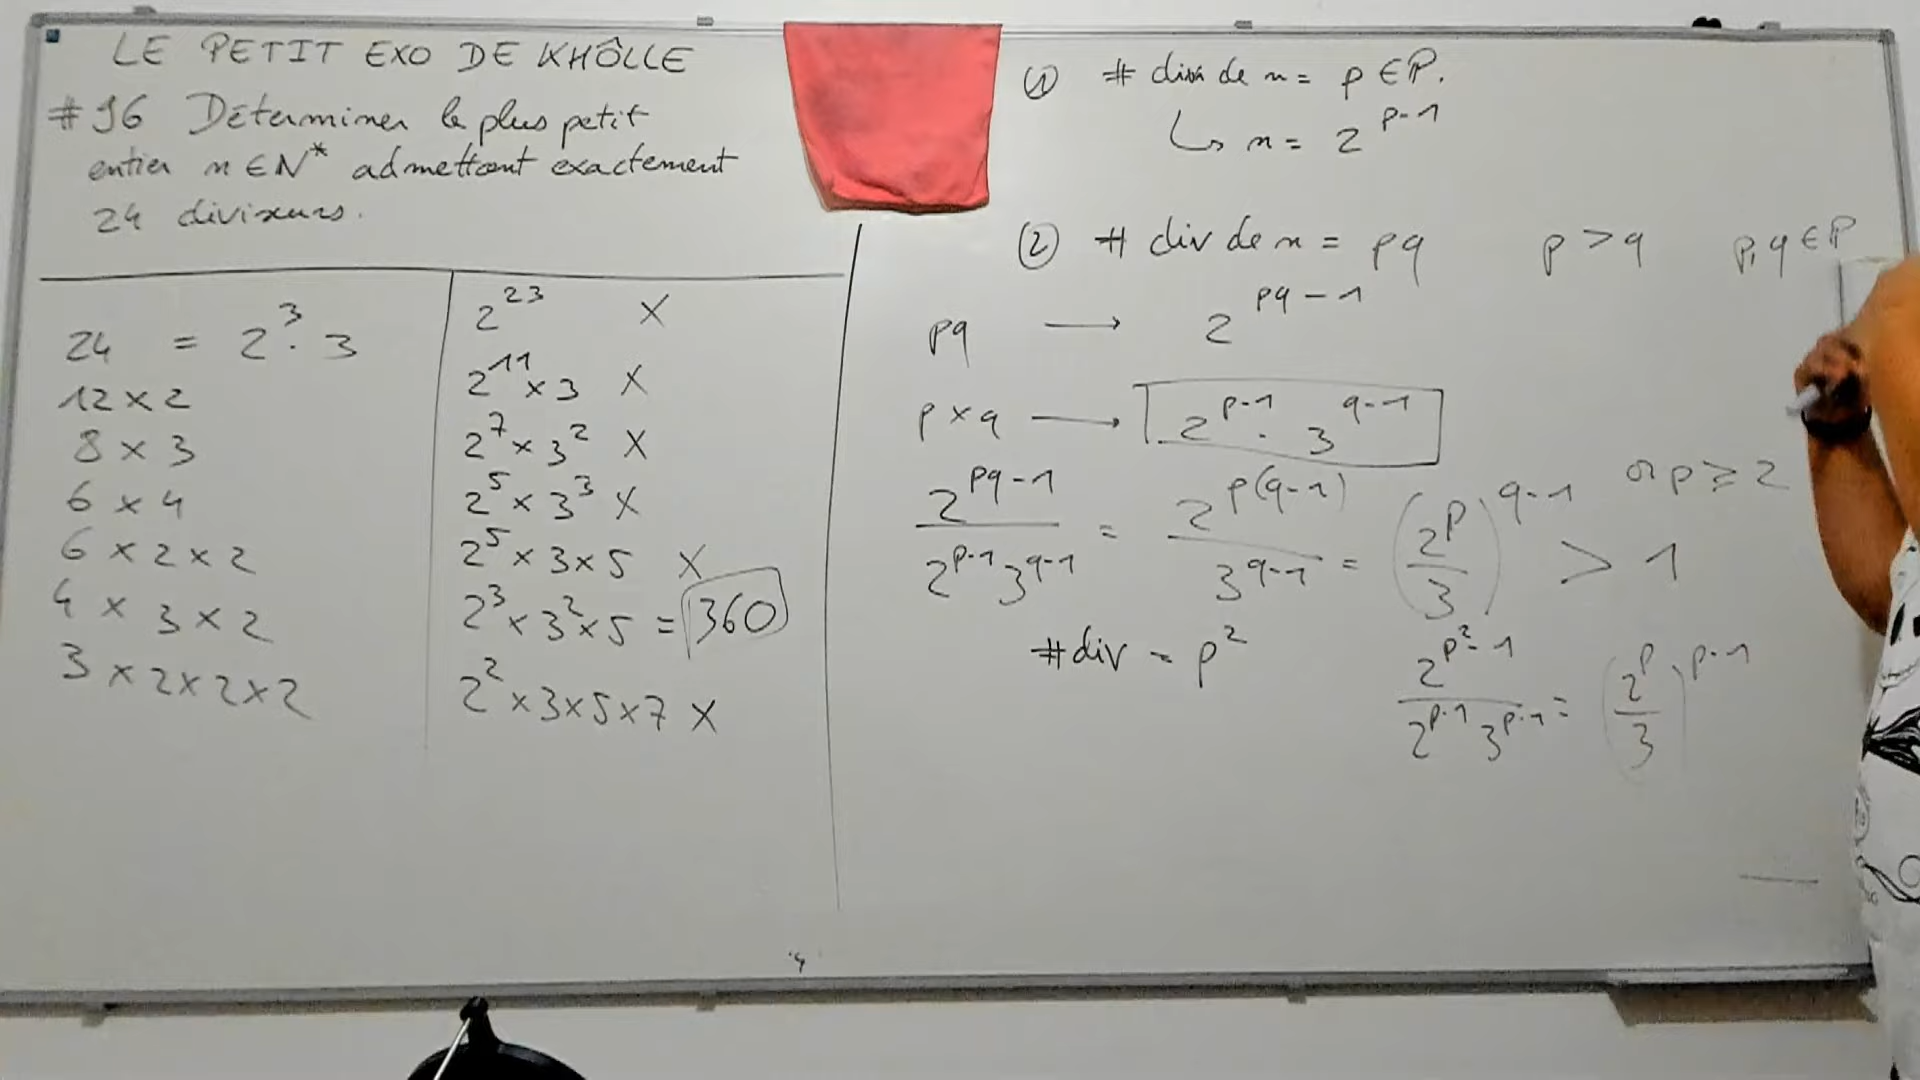 LE PETIT EXO DE KHÔLLE
#96 Déterminer le plus petit
entier n ∈ N* admettant exactement
24 diviseurs.
24 = 2³ · 3
12 × 2
8 × 3
6 × 4
6 × 2 × 2
4 × 3 × 2
3 × 2 × 2 × 2
2²³ X
2¹¹ × 3 X
2⁷ × 3² X
2⁵ × 3³ X
2⁵ × 3 × 5 X
2³ × 3² × 5 = 360
2² × 3 × 5 × 7 X
① # div de n = p ∈ P.
↳ n = 2^(p-1)
② # div de n = pq p > q p, q ∈ P
pq → 2^(pq-1)
p × q → 2^(p-1) · 3^(q-1)
2^(pq-1) / (2^(p-1) 3^(q-1)) = 2^(p(q-1)) / 3^(q-1) = (2^p / 3)^(q-1) > 1 or p ⩾ 2
# div = p² 2^(p²-1) / (2^(p-1) 3^(p-1)) = (2^p / 3)^(p-1)